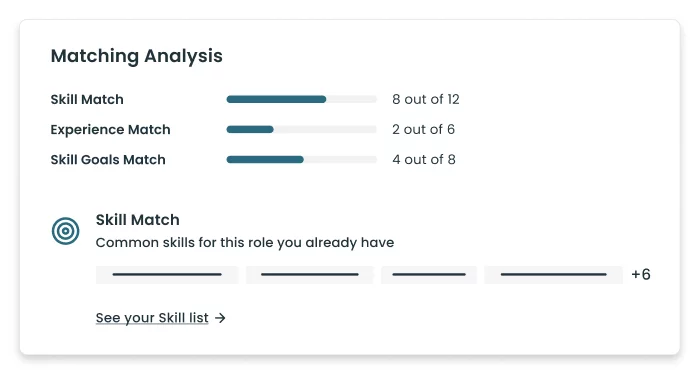 Matching Analysis
Skill Match 8 out of 12
Experience Match 2 out of 6
Skill Goals Match 4 out of 8
Skill Match
Common skills for this role you already have
+6
See your Skill list →